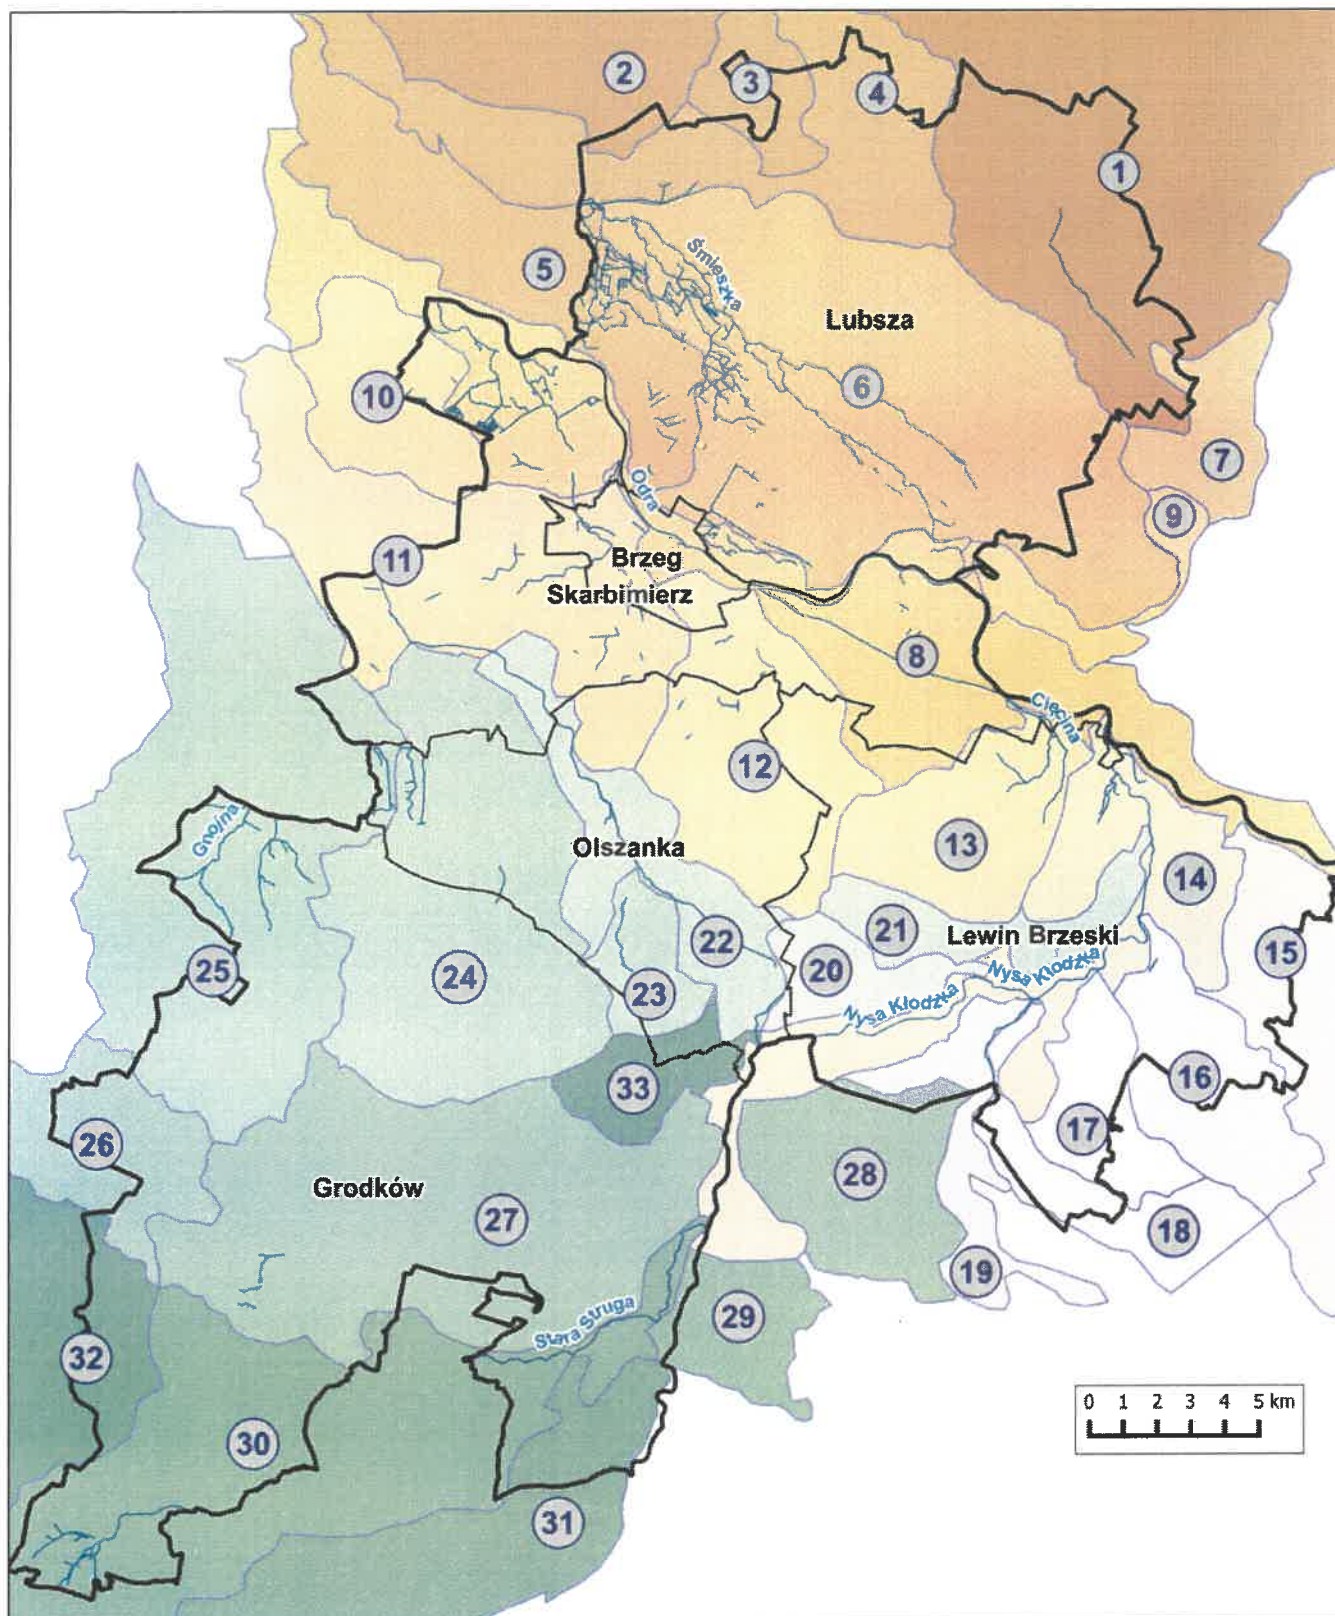 2
3
4
1
Śmieszka
5
Lubsza
6
10
7
Odra
9
11
Brzeg
Skarbimierz
8
Cięcina
12
Gnojna
Olszanka
13
14
21
22
Lewin Brzeski
15
25
24
20
Nysa Kłodzka
23
Nysa Kłodzka
33
16
26
17
28
Grodków
27
18
19
29
Stara Struga
32
0 1 2 3 4 5 km
30
31